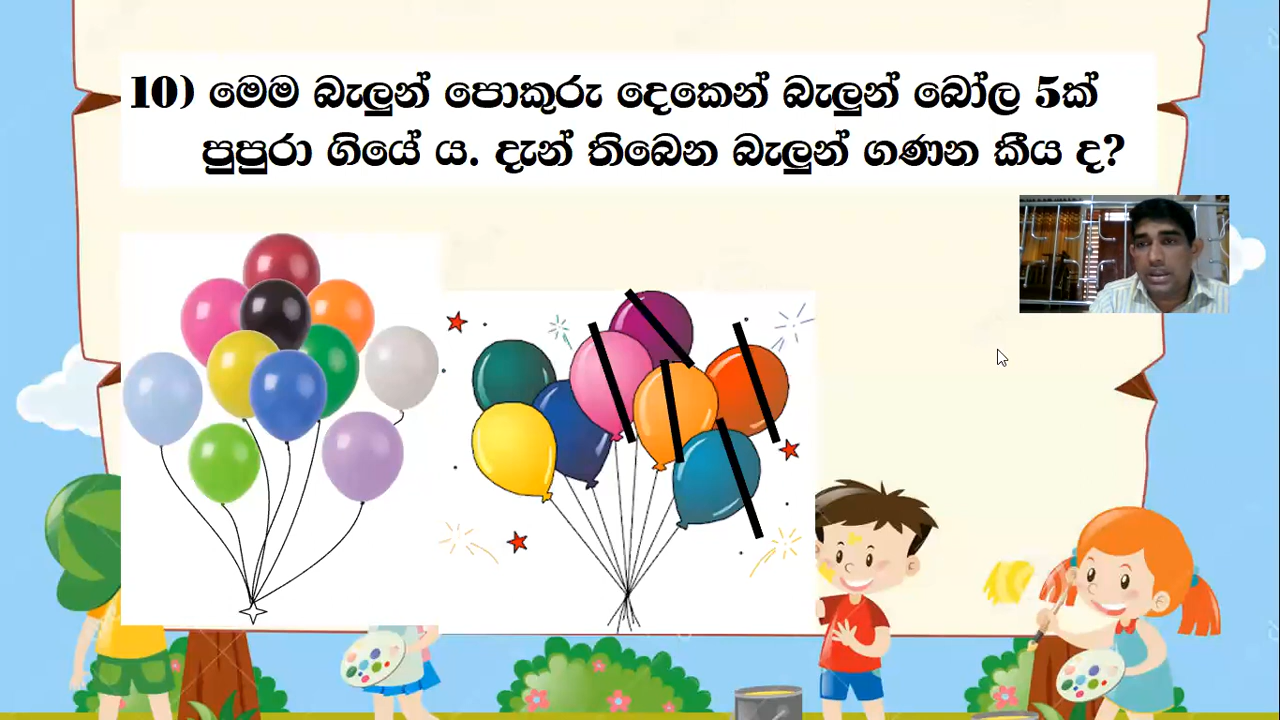 10) මෙම බැලුන් පොකුරු දෙකෙන් බැලුන් බෝල 5ක්
පුපුරා ගියේ ය. දැන් තිබෙන බැලුන් ගණන කීය ද?